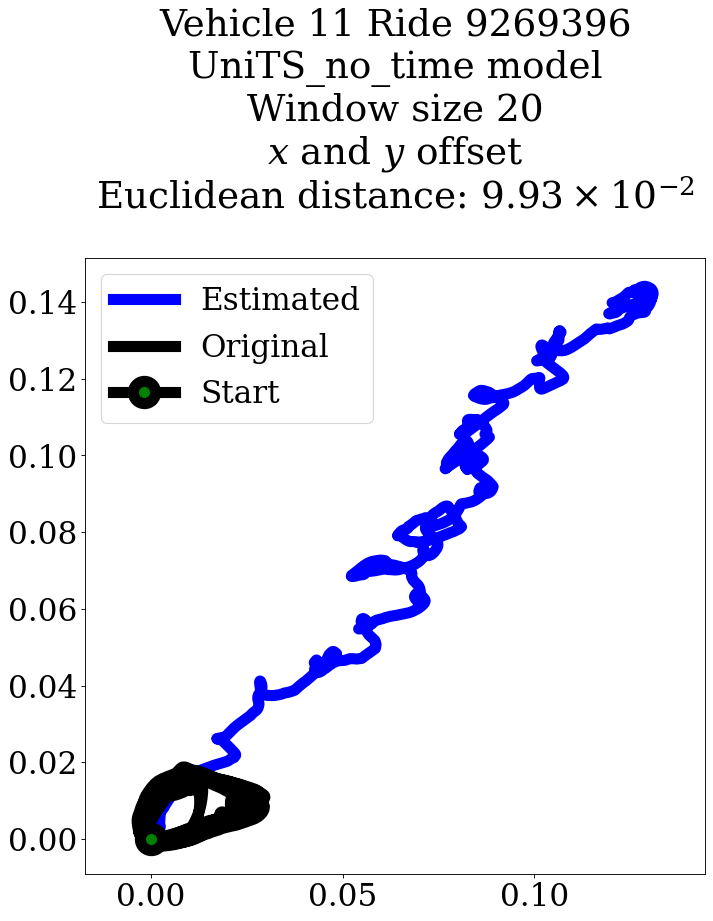 Vehicle 11 Ride 9269396
UniTS_no_time model
Window size 20
x and y offset
Euclidean distance: 9.93 × 10⁻²
Estimated
Original
Start
0.14
0.12
0.10
0.08
0.06
0.04
0.02
0.00
0.00 0.05 0.10